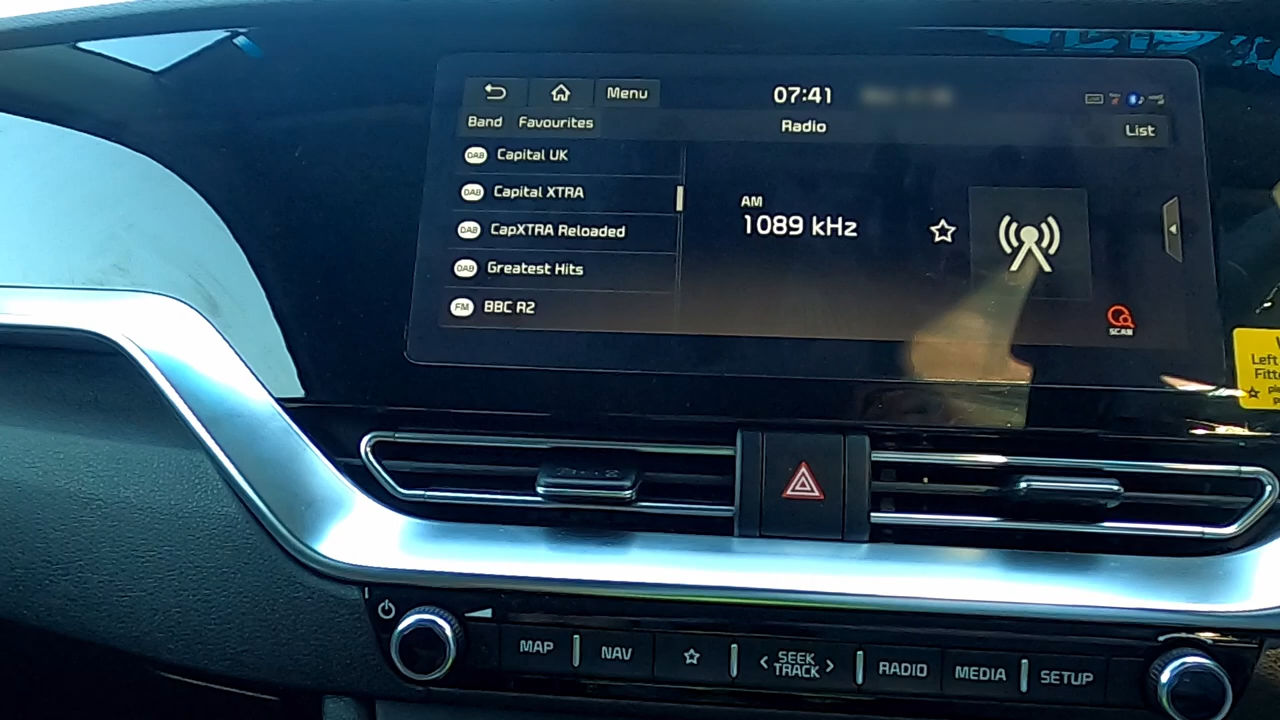 Menu
07:41
Band Favourites
Radio
List
DAB Capital UK
DAB Capital XTRA
DAB CapXTRA Reloaded
DAB Greatest Hits
FM BBC R2
AM
1089 kHz
SCAN
Left
MAP
NAV
SEEK
TRACK
RADIO
MEDIA
SETUP